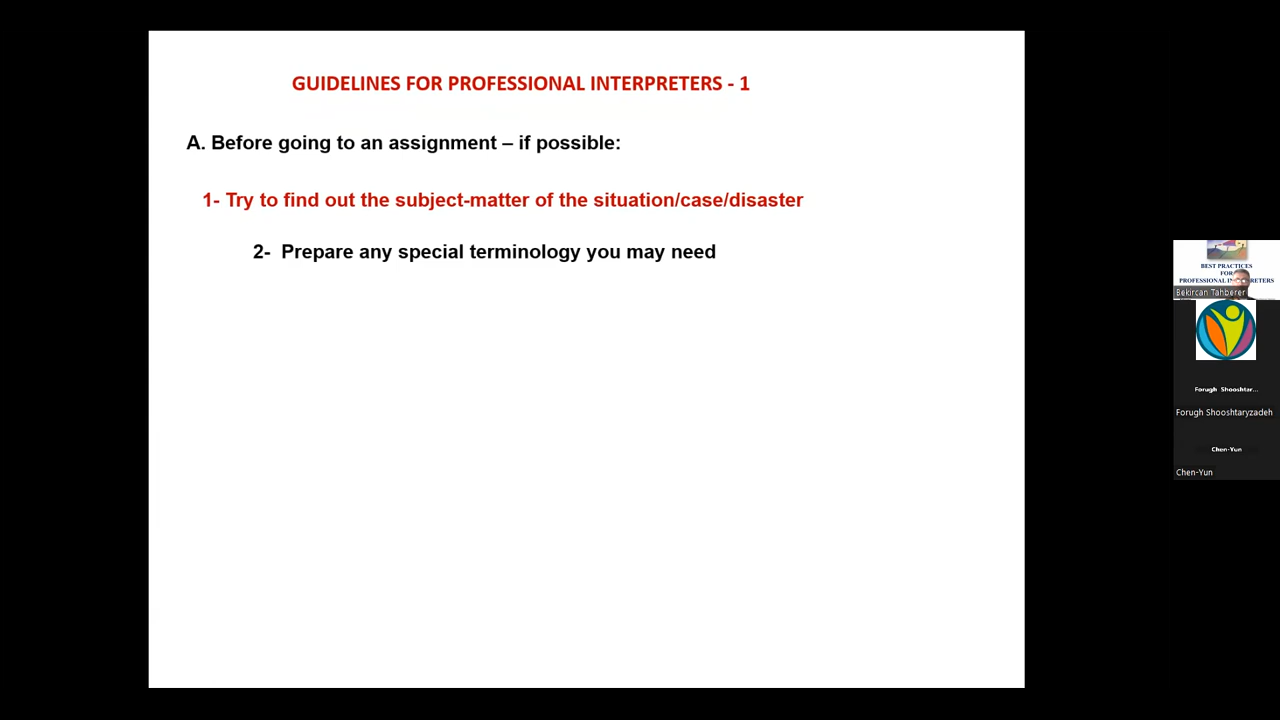 GUIDELINES FOR PROFESSIONAL INTERPRETERS - 1
A. Before going to an assignment – if possible:
1- Try to find out the subject-matter of the situation/case/disaster
2- Prepare any special terminology you may need
BEST PRACTICES
FOR
PROFESSIONAL
Bekircan Tahberer
Forugh Shooshtar...
Forugh Shooshtaryzadeh
Chen-Yun
Chen-Yun